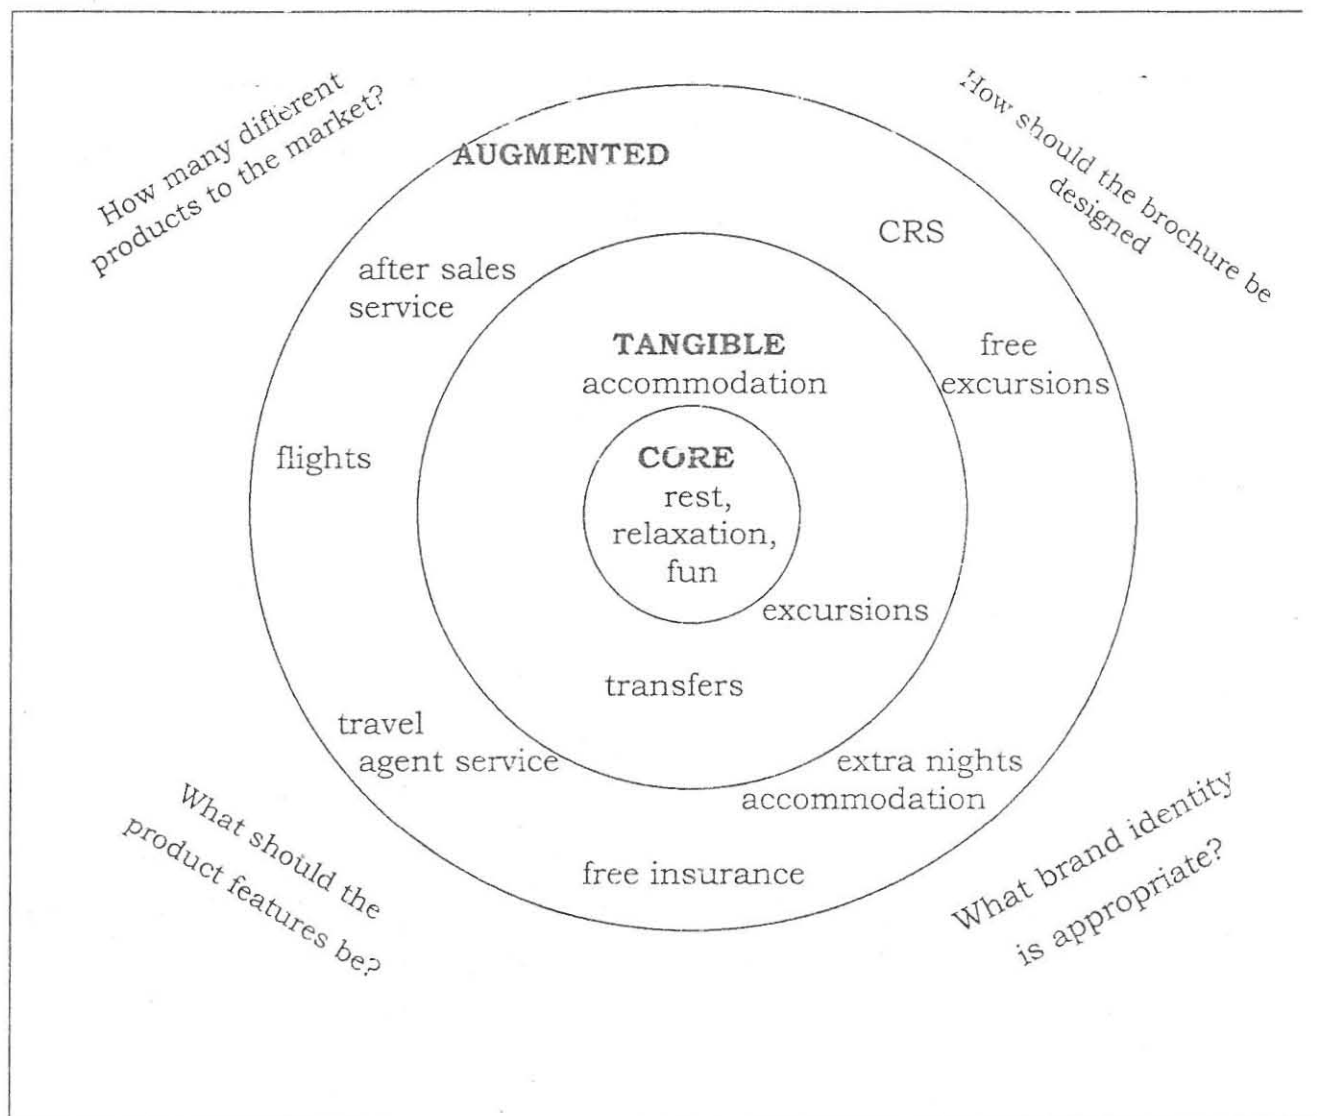 How many different
products to the market?
How should the brochure be
designed
AUGMENTED
CRS
after sales
service
TANGIBLE
accommodation
free
excursions
flights
CORE
rest,
relaxation,
fun
excursions
transfers
travel
agent service
extra nights
accommodation
free insurance
What should the
product features be?
What brand identity
is appropriate?